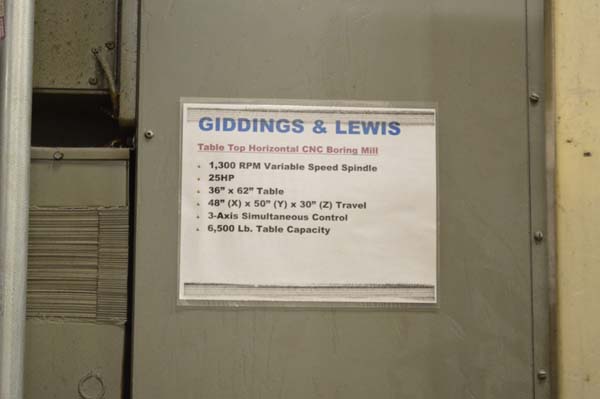 GIDDINGS & LEWIS
Table Top Horizontal CNC Boring Mill
1,300 RPM Variable Speed Spindle
25HP
36” x 62” Table
48” (X) x 50” (Y) x 30” (Z) Travel
3-Axis Simultaneous Control
6,500 Lb. Table Capacity